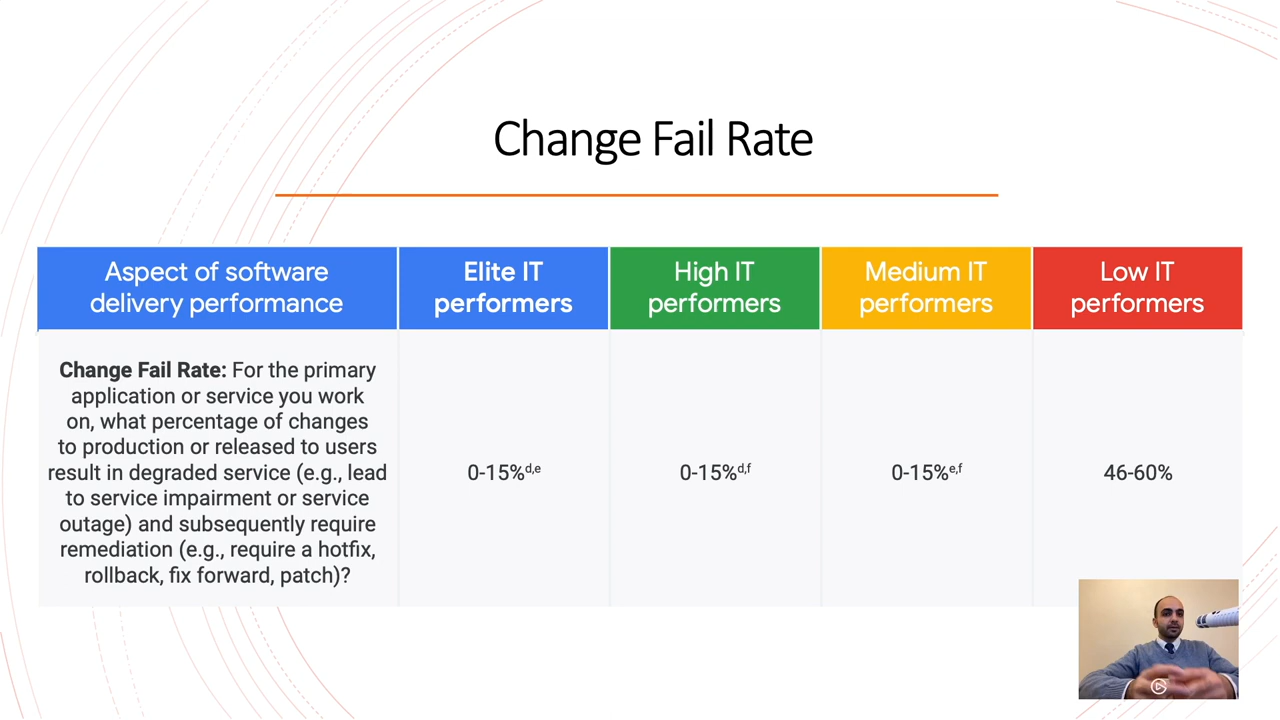 Change Fail Rate
Aspect of software
delivery performance
Elite IT
performers
High IT
performers
Medium IT
performers
Low IT
performers
Change Fail Rate: For the primary
application or service you work
on, what percentage of changes
to production or released to users
result in degraded service (e.g., lead
to service impairment or service
outage) and subsequently require
remediation (e.g., require a hotfix,
rollback, fix forward, patch)?
0-15%d,e
0-15%d,f
0-15%e,f
46-60%